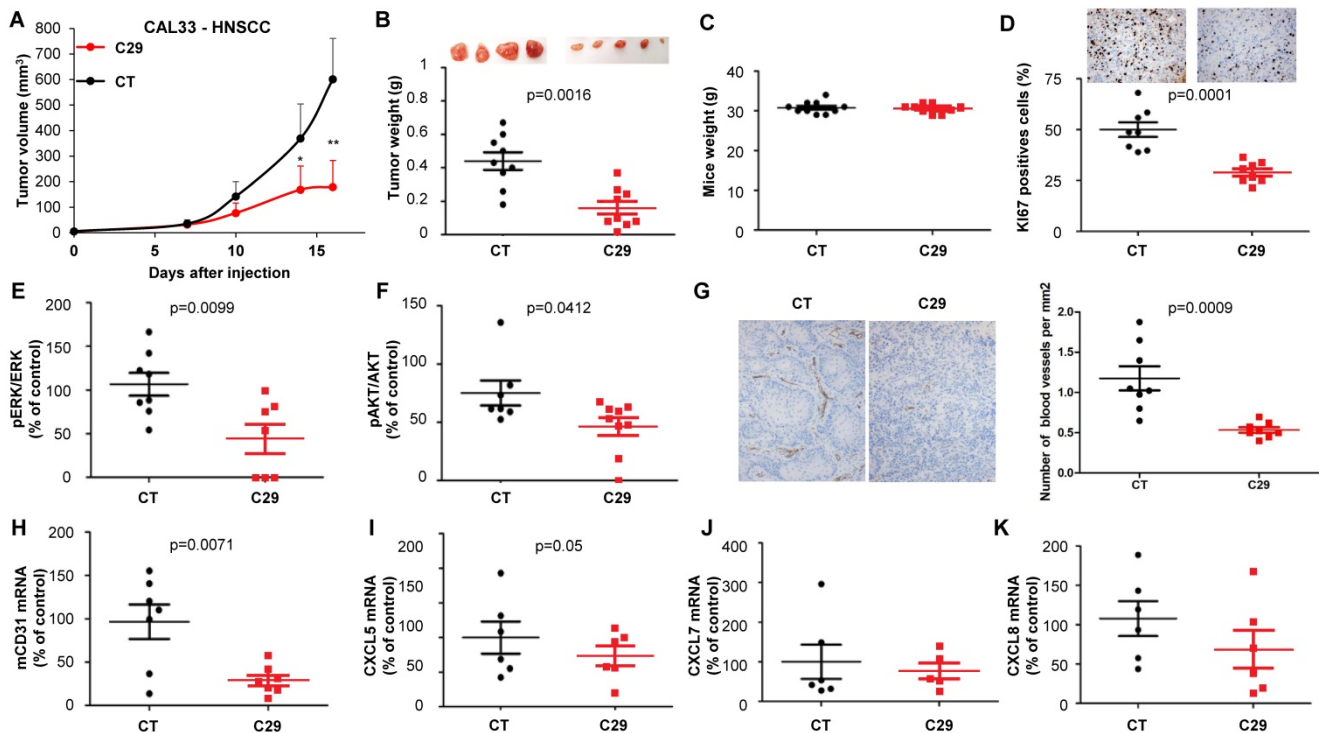 A
CAL33 - HNSCC
C29
CT
Tumor volume (mm³)
800
700
600
500
400
300
200
100
0
*
**
0 5 10 15
Days after injection
B
Tumor weight (g)
1
0.8
0.6
0.4
0.2
0
p=0.0016
CT C29
C
Mice weight (g)
40
30
20
10
0
CT C29
D
KI67 positives cells (%)
75
50
25
0
p=0.0001
CT C29
E
pERK/ERK
(% of control)
200
150
100
50
0
p=0.0099
CT C29
F
pAKT/AKT
(% of control)
150
100
50
0
p=0.0412
CT C29
G
CT C29
Number of blood vessels per mm2
2.0
1.5
1.0
0.5
0.0
p=0.0009
CT C29
H
mCD31 mRNA
(% of control)
200
150
100
50
0
p=0.0071
CT C29
I
CXCL5 mRNA
(% of control)
200
150
100
50
0
p=0.05
CT C29
J
CXCL7 mRNA
(% of control)
400
300
200
100
0
CT C29
K
CXCL8 mRNA
(% of control)
200
150
100
50
0
CT C29